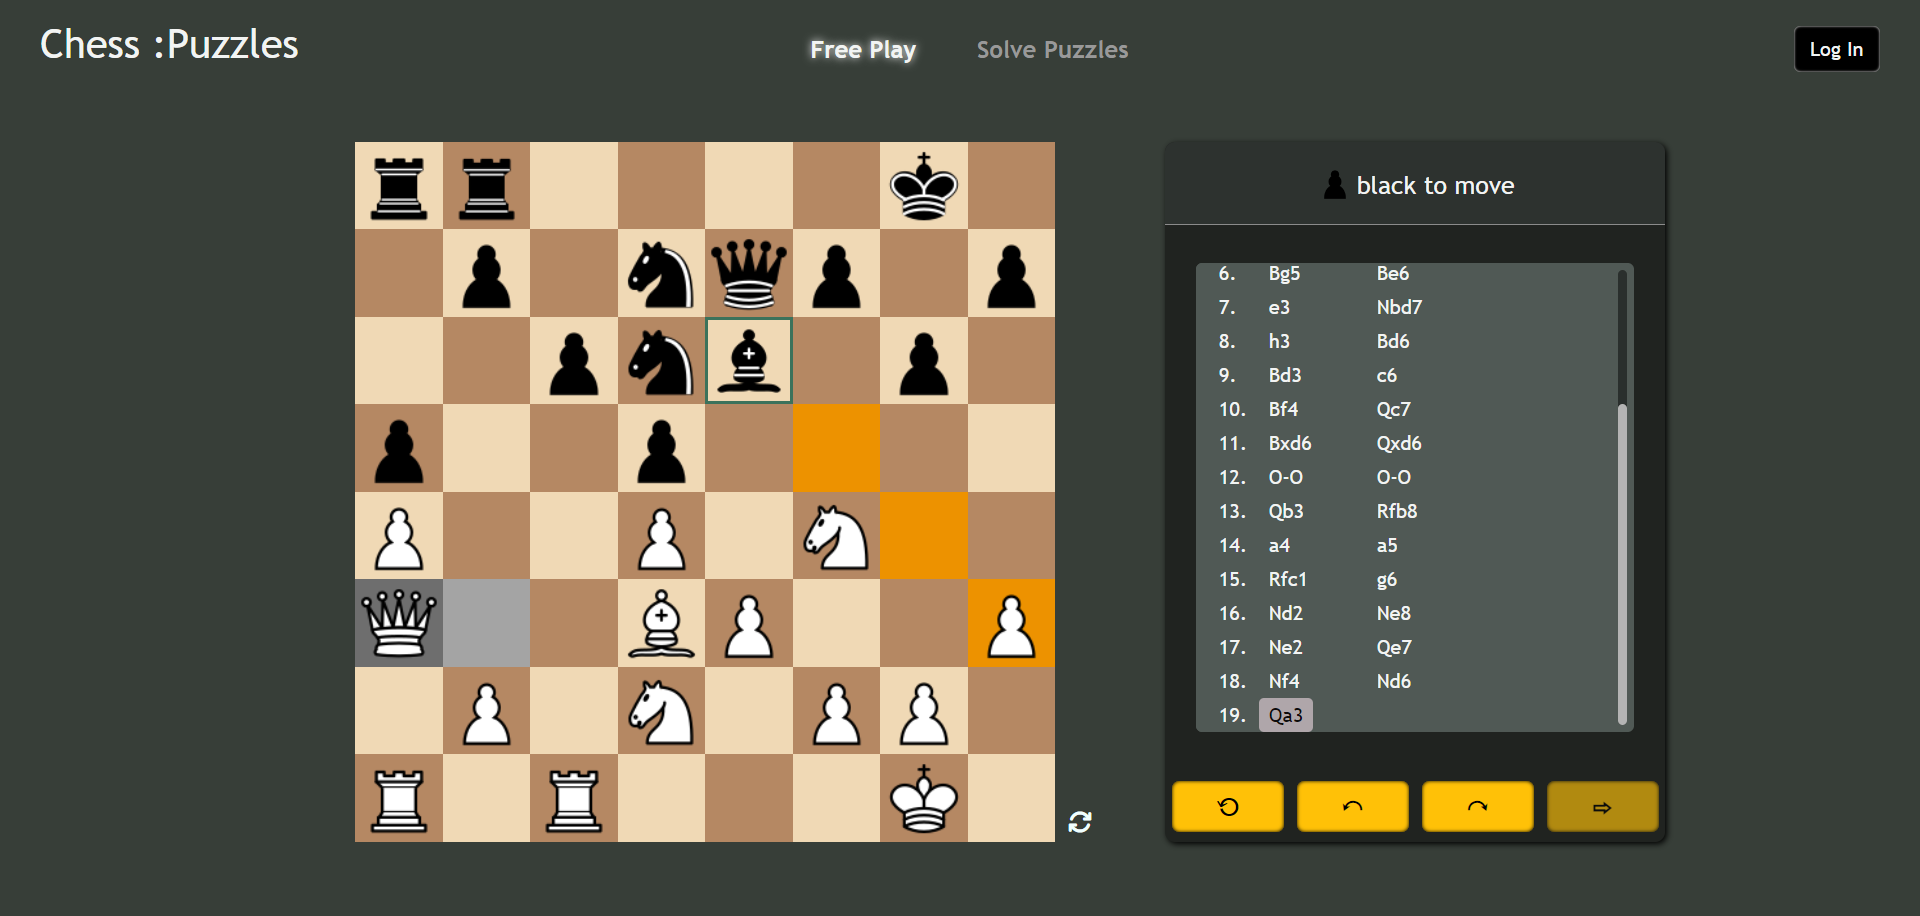 Chess :Puzzles
Free Play
Solve Puzzles
Log In
black to move
6. Bg5 Be6
7. e3 Nbd7
8. h3 Bd6
9. Bd3 c6
10. Bf4 Qc7
11. Bxd6 Qxd6
12. O-O O-O
13. Qb3 Rfb8
14. a4 a5
15. Rfc1 g6
16. Nd2 Ne8
17. Ne2 Qe7
18. Nf4 Nd6
19. Qa3